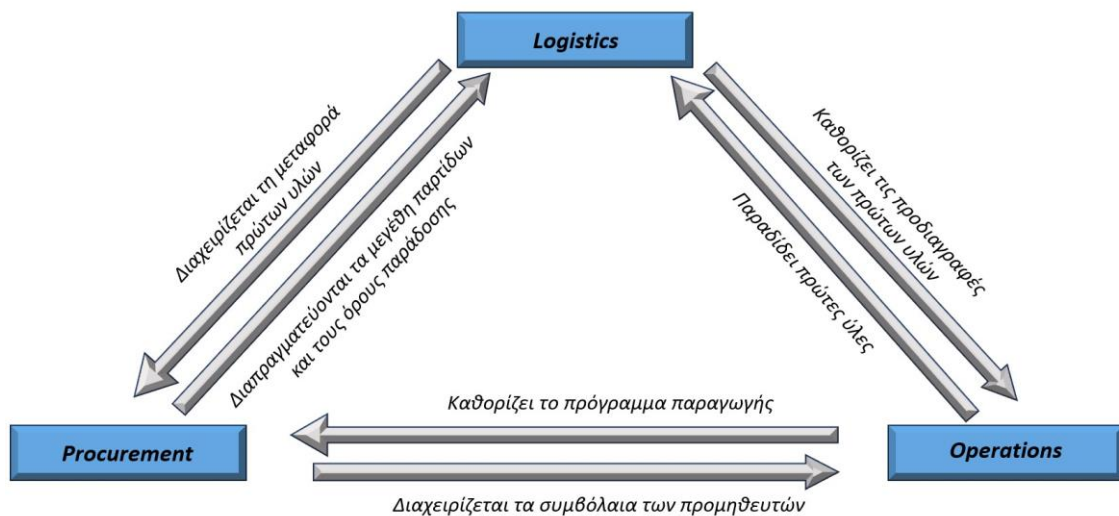 Logistics
Διαχειρίζεται τη μεταφορά
πρώτων υλών
Διαπραγματεύονται τα μεγέθη παρτίδων
και τους όρους παράδοσης
Καθορίζει τις προδιαγραφές
των πρώτων υλών
Παραδίδει πρώτες ύλες
Καθορίζει το πρόγραμμα παραγωγής
Procurement
Operations
Διαχειρίζεται τα συμβόλαια των προμηθευτών